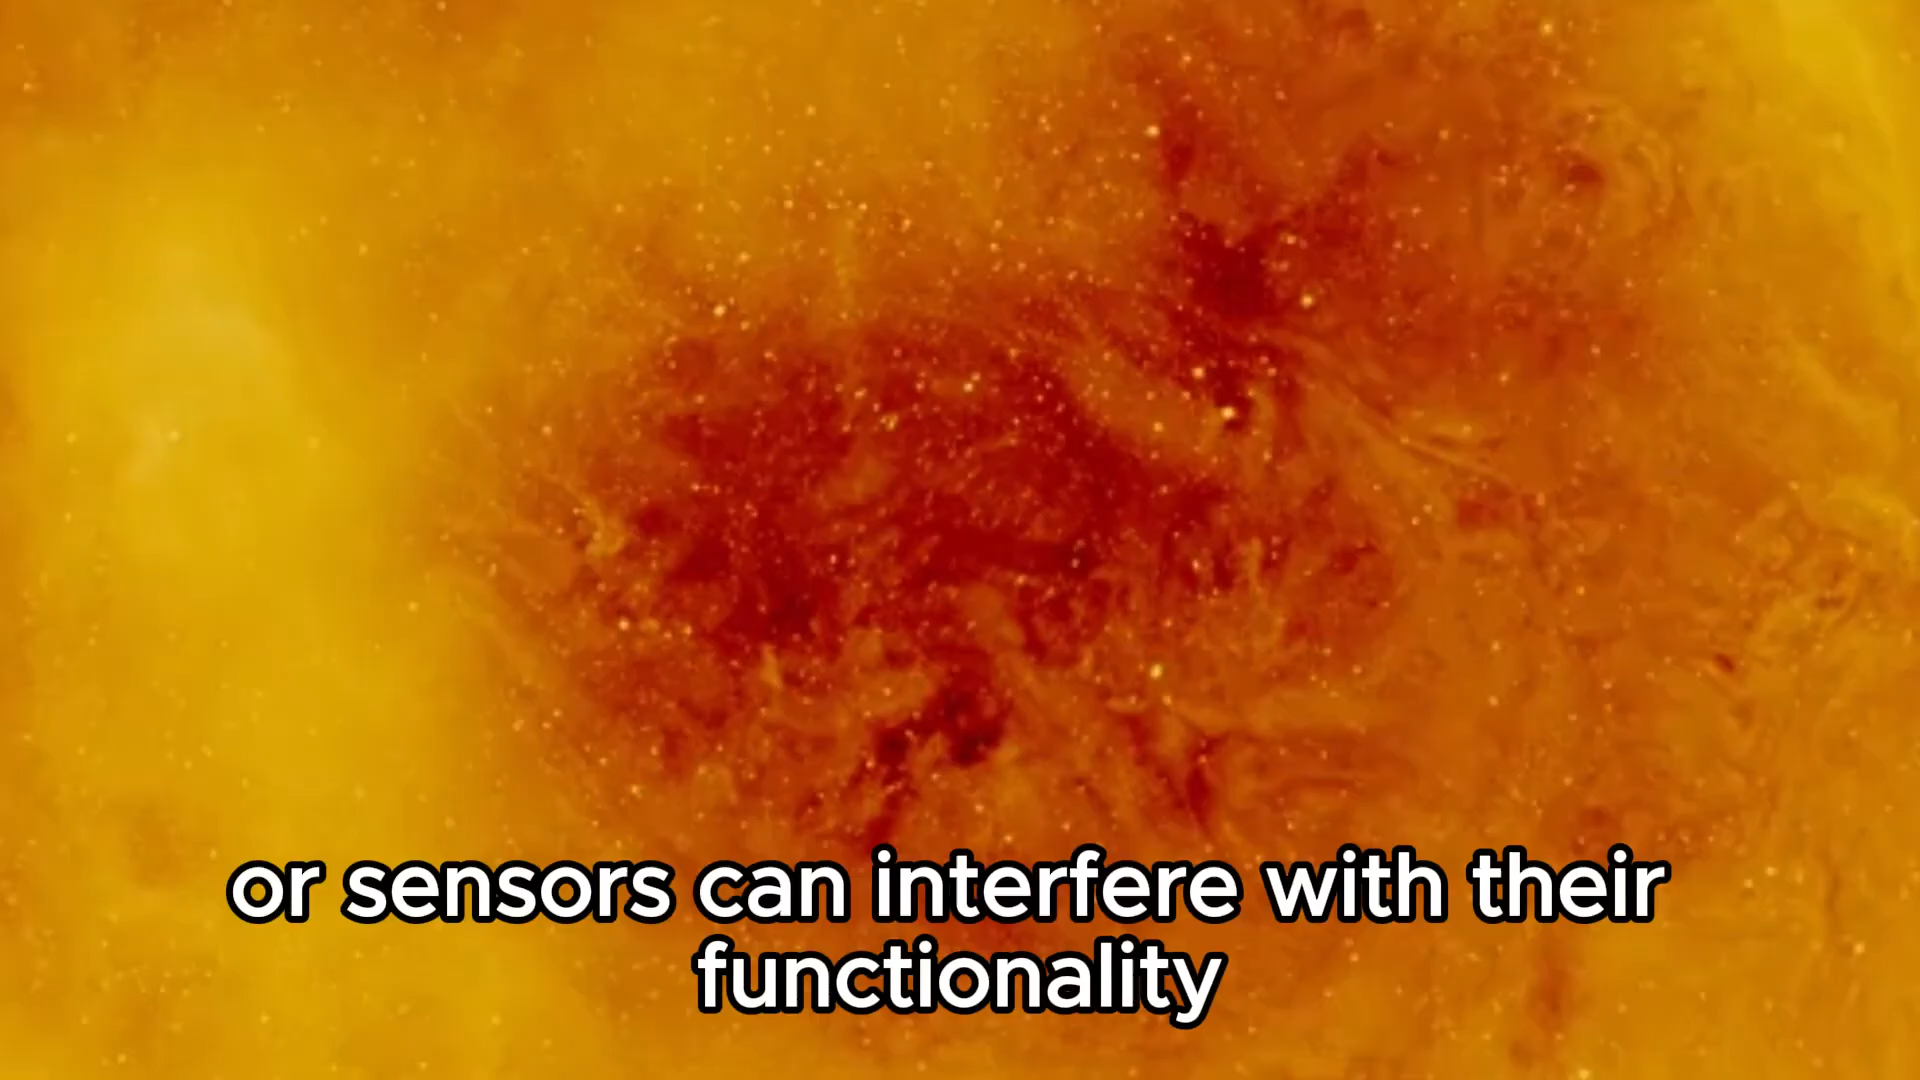 or sensors can interfere with their
functionality